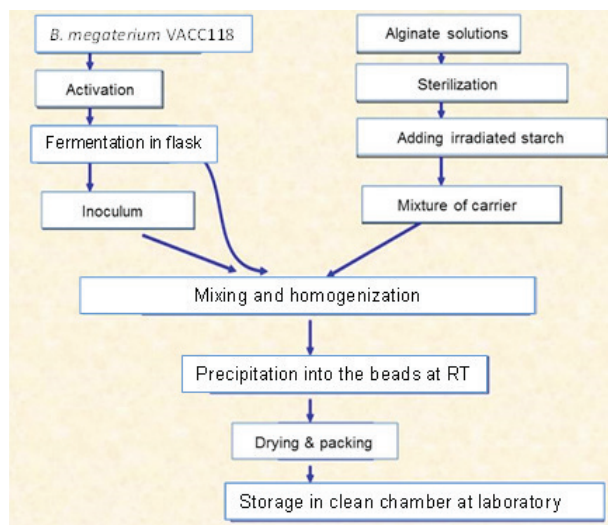 B. megaterium VACC118
Activation
Fermentation in flask
Inoculum
Alginate solutions
Sterilization
Adding irradiated starch
Mixture of carrier
Mixing and homogenization
Precipitation into the beads at RT
Drying & packing
Storage in clean chamber at laboratory